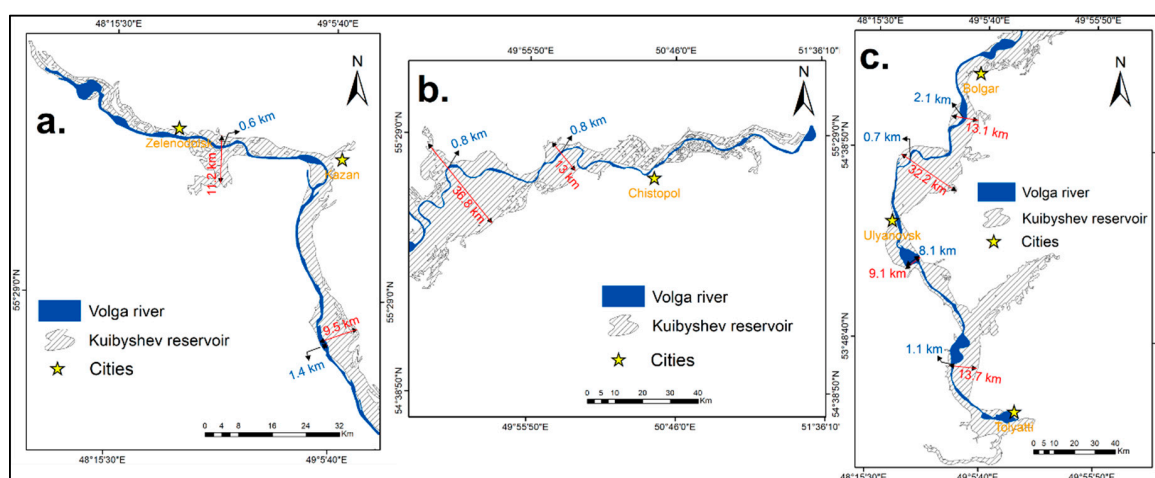 48°15'30"E
49°5'40"E
a.
N
Zelenodolsk
0.6 km
11.2 km
Kazan
55°29'0"N
55°29'0"N
Volga river
Kuibyshev reservoir
Cities
9.5 km
1.4 km
54°38'50"N
0 4 8 16 24 32
Km
48°15'30"E
49°5'40"E
49°55'50"E
50°46'0"E
51°36'10"E
b.
N
55°29'0"N
55°29'0"N
0.8 km
0.8 km
36.8 km
13 km
Chistopol
Volga river
Kuibyshev reservoir
Cities
54°38'50"N
0 5 10 20 30 40
Km
49°55'50"E
50°46'0"E
51°36'10"E
48°15'30"E
49°5'40"E
49°55'50"E
c.
N
Bolgar
2.1 km
13.1 km
54°38'50"N
54°38'50"N
0.7 km
32.2 km
Volga river
Kuibyshev reservoir
Cities
Ulyanovsk
8.1 km
9.1 km
53°48'40"N
53°48'40"N
1.1 km
13.7 km
Tolyatti
0 5 10 20 30 40
Km
48°15'30"E
49°5'40"E
49°55'50"E